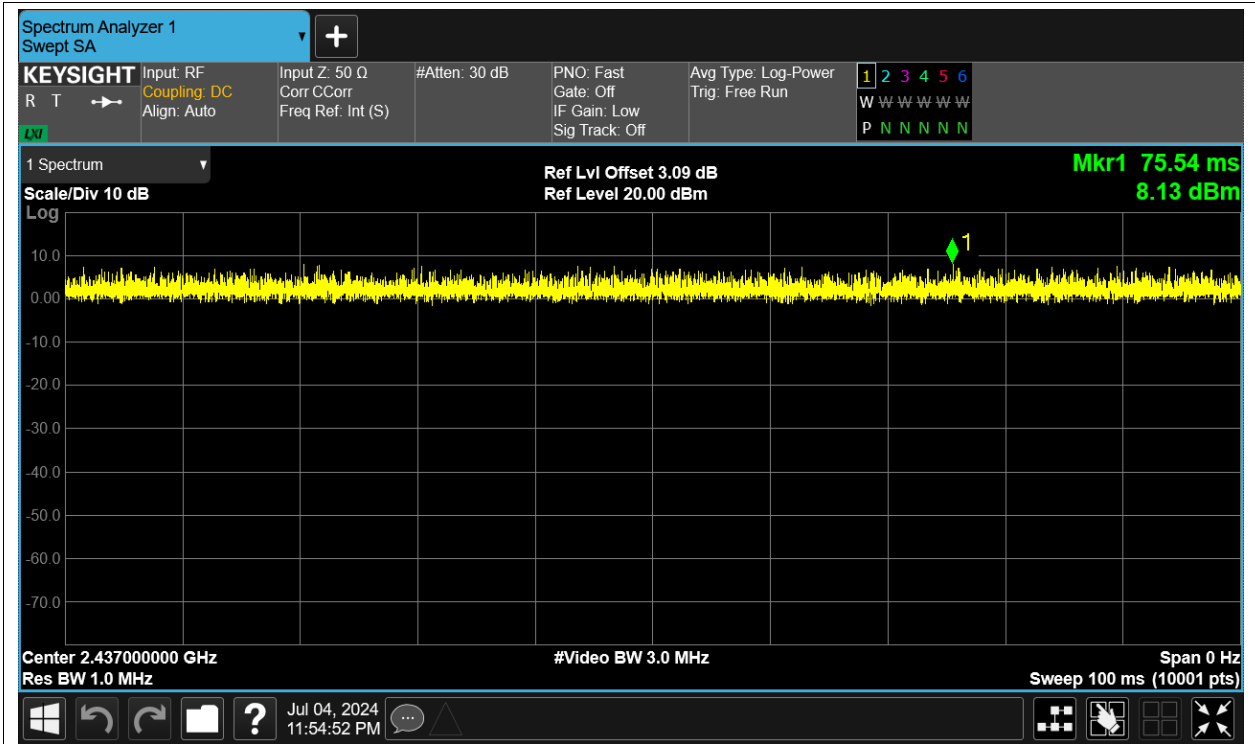 Spectrum Analyzer 1
Swept SA
KEYSIGHT
R T
LXI
Input: RF
Coupling: DC
Align: Auto
Input Z: 50 Ω
Corr CCorr
Freq Ref: Int (S)
#Atten: 30 dB
PNO: Fast
Gate: Off
IF Gain: Low
Sig Track: Off
Avg Type: Log-Power
Trig: Free Run
1 2 3 4 5 6
W W W W W W
P N N N N N
1 Spectrum
Scale/Div 10 dB
Log
Ref Lvl Offset 3.09 dB
Ref Level 20.00 dBm
Mkr1 75.54 ms
8.13 dBm
1
10.0
0.00
-10.0
-20.0
-30.0
-40.0
-50.0
-60.0
-70.0
Center 2.437000000 GHz
Res BW 1.0 MHz
#Video BW 3.0 MHz
Span 0 Hz
Sweep 100 ms (10001 pts)
?
Jul 04, 2024
11:54:52 PM